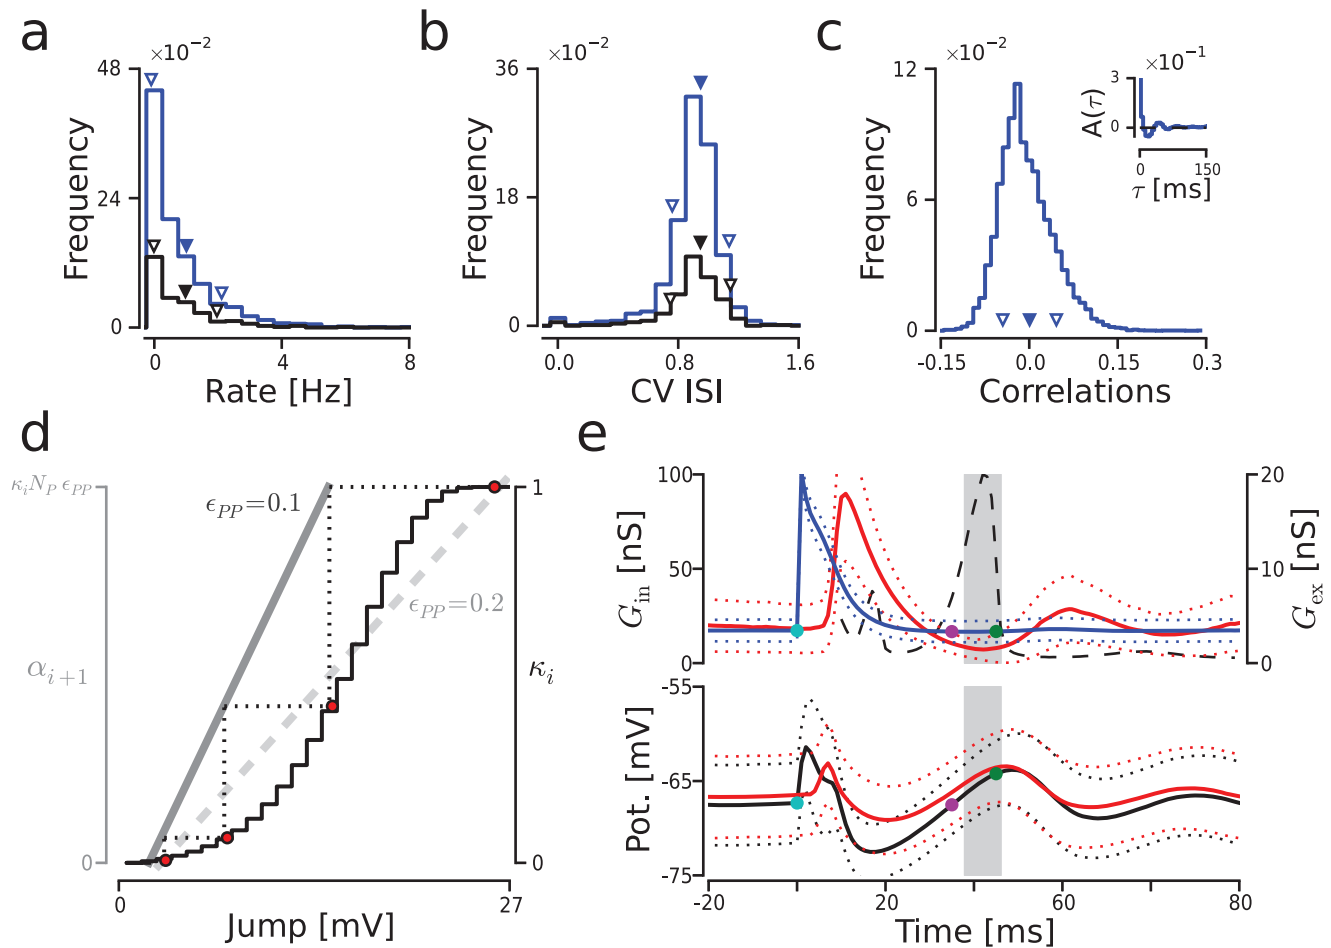 a
×10⁻²
48
24
0
Frequency
0
4
8
Rate [Hz]
b
×10⁻²
36
18
0
Frequency
0.0
0.8
1.6
CV ISI
c
×10⁻²
12
6
0
Frequency
-0.15
0.0
0.15
0.3
Correlations
×10⁻¹
3
0
A(τ)
0
150
τ [ms]
d
κᵢN_P ϵ_PP
α_{i+1}
0
ϵ_PP=0.1
ϵ_PP=0.2
1
κᵢ
0
0
27
Jump [mV]
e
100
50
0
G_in [nS]
20
10
0
G_ex [nS]
-55
-65
-75
Pot. [mV]
-20
20
40
60
80
Time [ms]